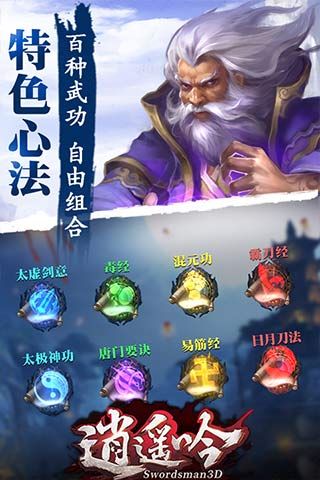 特色心法
百种武功 自由组合
太虚剑意
毒经
混元功
霸刀经
太极神功
唐门要诀
易筋经
日月刀法
逍遥吟
Swordsman3D